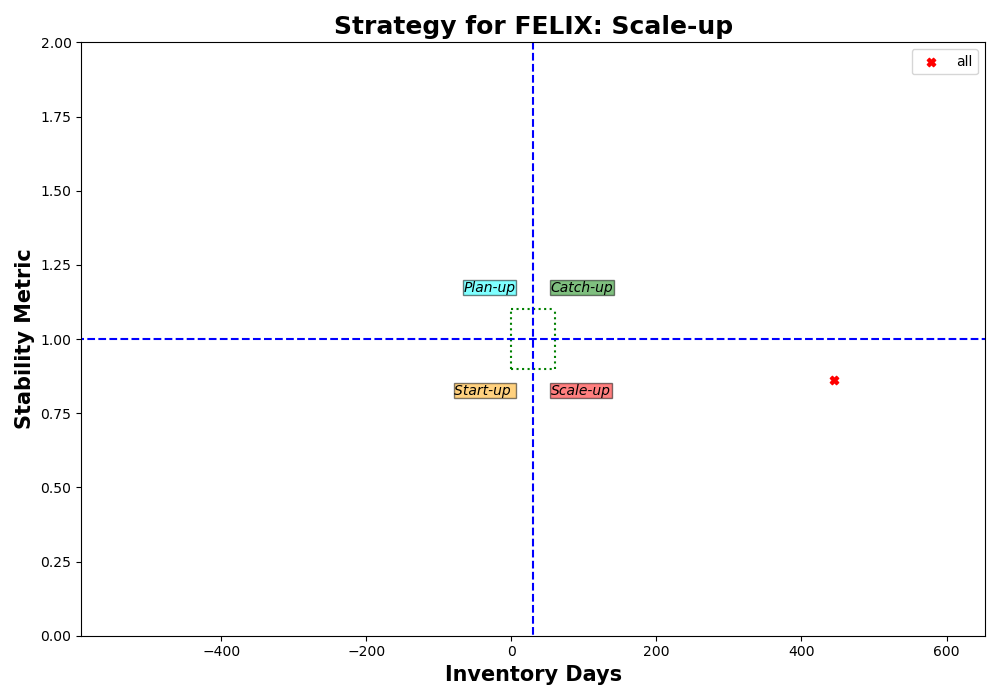 Strategy for FELIX: Scale-up
2.00
all
1.75
1.50
1.25
Plan-up
Catch-up
1.00
Start-up
Scale-up
0.75
0.50
0.25
0.00
−400
−200
0
200
400
600
Stability Metric
Inventory Days